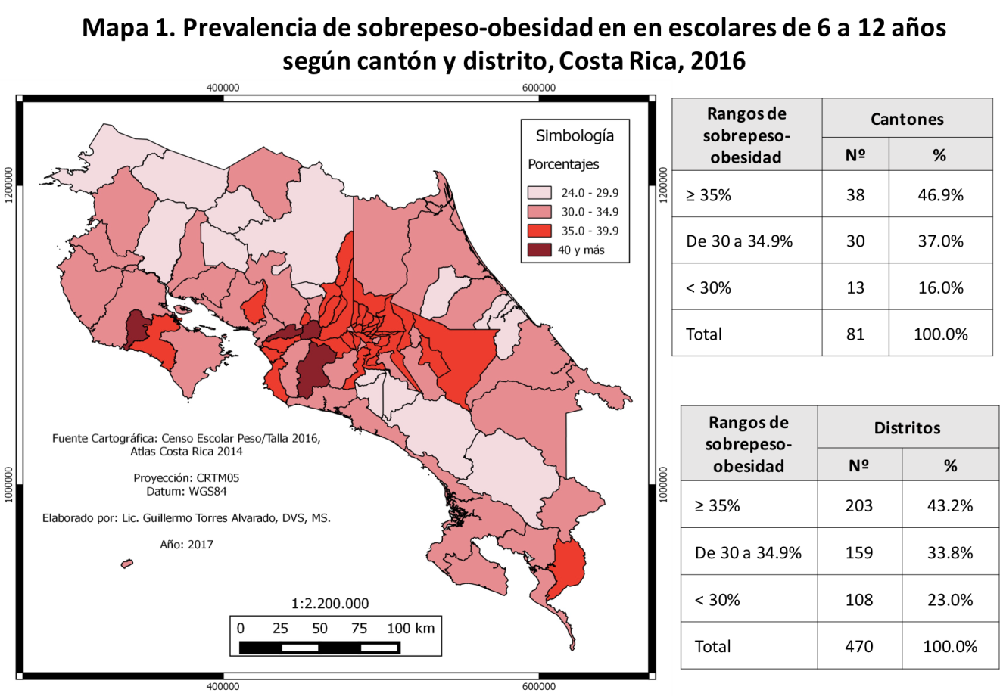 Mapa 1. Prevalencia de sobrepeso-obesidad en en escolares de 6 a 12 años
según cantón y distrito, Costa Rica, 2016
400000
600000
1200000
1200000
1000000
1000000
400000
600000
Simbología
Porcentajes
24.0 - 29.9
30.0 - 34.9
35.0 - 39.9
40 y más
Fuente Cartográfica: Censo Escolar Peso/Talla 2016,
Atlas Costa Rica 2014
Proyección: CRTM05
Datum: WGS84
Elaborado por: Lic. Guillermo Torres Alvarado, DVS, MS.
Año: 2017
1:2.200.000
0 25 50 75 100 km
Rangos de
sobrepeso-
obesidad
Cantones
Nº %
≥ 35% 38 46.9%
De 30 a 34.9% 30 37.0%
< 30% 13 16.0%
Total 81 100.0%
Rangos de
sobrepeso-
obesidad
Distritos
Nº %
≥ 35% 203 43.2%
De 30 a 34.9% 159 33.8%
< 30% 108 23.0%
Total 470 100.0%